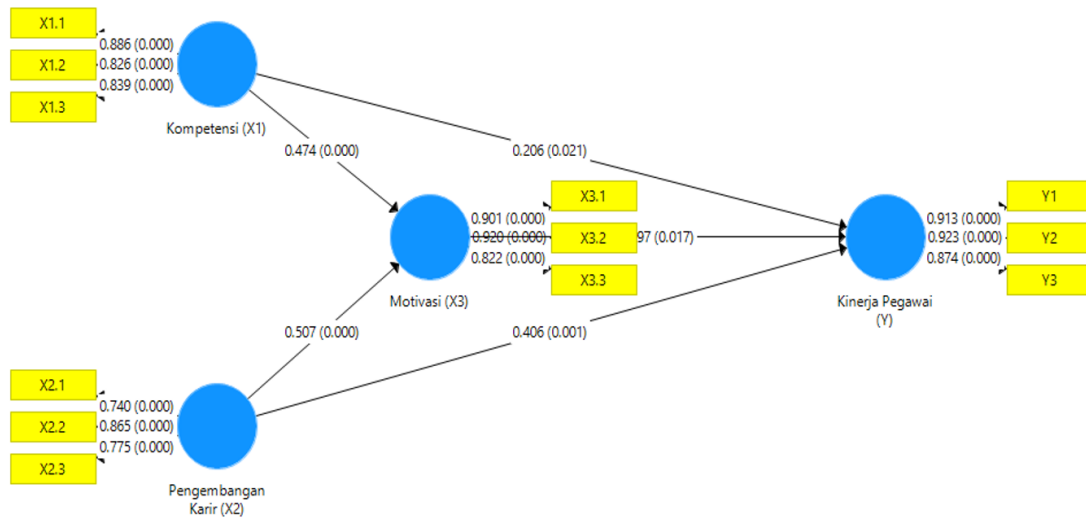 X1.1
0.886 (0.000)
X1.2
0.826 (0.000)
X1.3
0.839 (0.000)
Kompetensi (X1)
0.474 (0.000)
0.206 (0.021)
X3.1
0.901 (0.000)
X3.2
0.920 (0.000)
97 (0.017)
X3.3
0.822 (0.000)
Motivasi (X3)
Y1
0.913 (0.000)
Y2
0.923 (0.000)
Y3
0.874 (0.000)
Kinerja Pegawai
(Y)
0.507 (0.000)
0.406 (0.001)
X2.1
0.740 (0.000)
X2.2
0.865 (0.000)
X2.3
0.775 (0.000)
Pengembangan
Karir (X2)